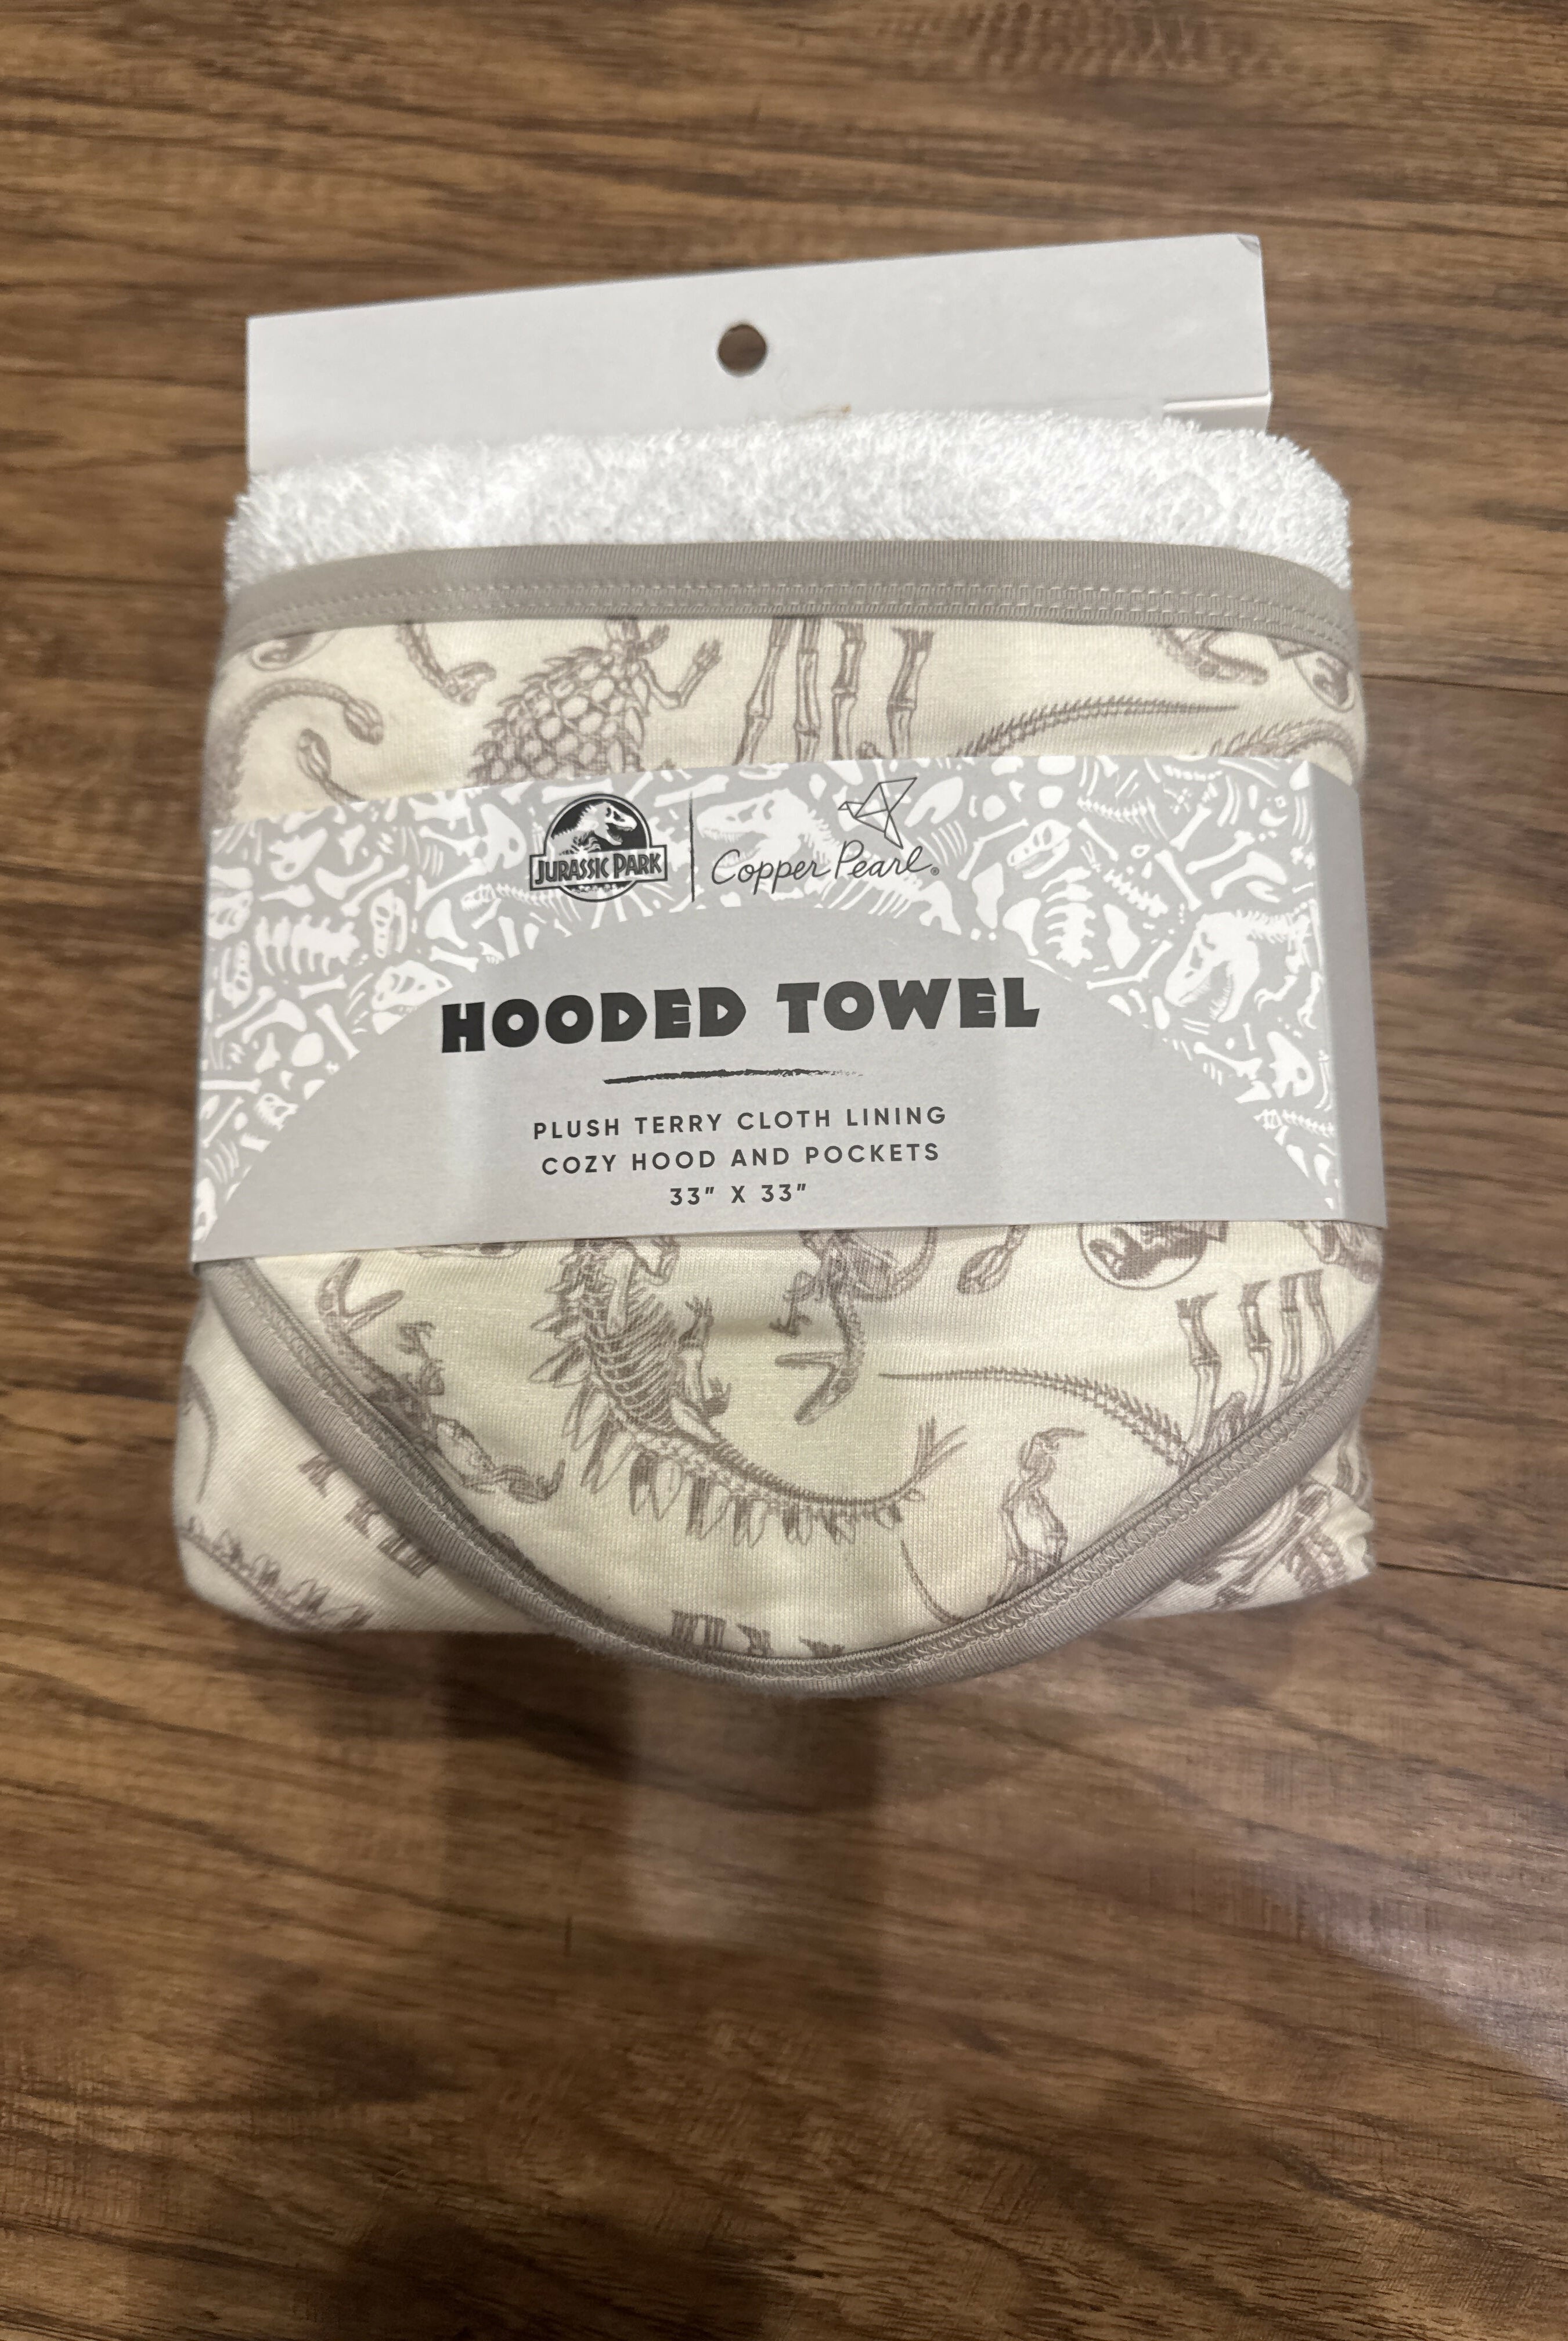 JURASSIC PARK
Copper Pearl®
HOODED TOWEL
PLUSH TERRY CLOTH LINING
COZY HOOD AND POCKETS
33" X 33"